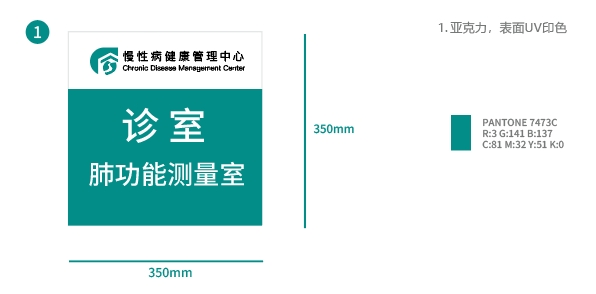 1
慢性病健康管理中心
Chronic Disease Management Center
诊室
肺功能测量室
350mm
350mm
1. 亚克力，表面UV印色
PANTONE 7473C
R:3 G:141 B:137
C:81 M:32 Y:51 K:0